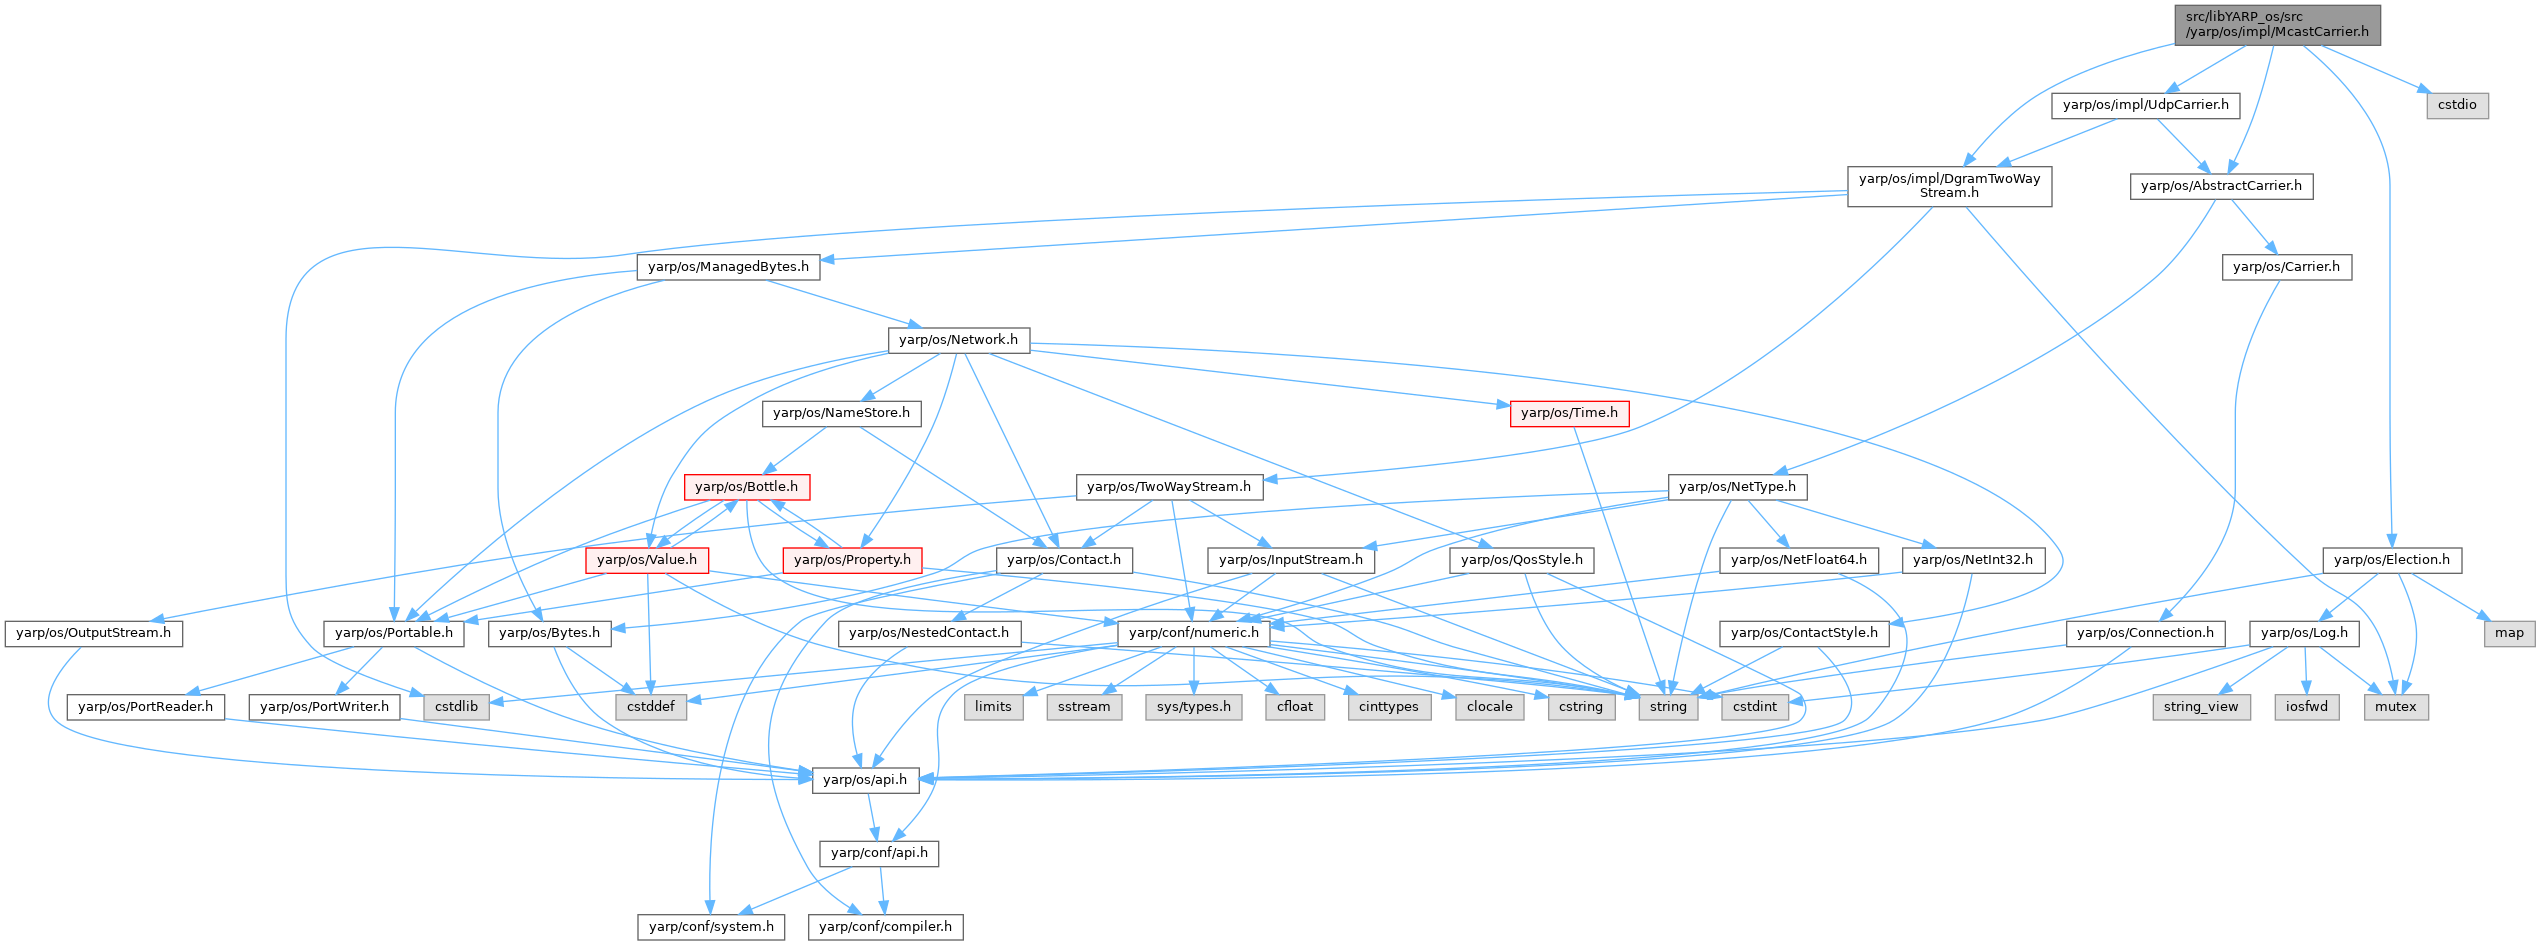 src/libYARP_os/src
/yarp/os/impl/McastCarrier.h
yarp/os/impl/UdpCarrier.h
cstdio
yarp/os/impl/DgramTwoWay
Stream.h
yarp/os/AbstractCarrier.h
yarp/os/ManagedBytes.h
yarp/os/Carrier.h
yarp/os/Network.h
yarp/os/NameStore.h
yarp/os/Time.h
yarp/os/Bottle.h
yarp/os/TwoWayStream.h
yarp/os/NetType.h
yarp/os/Value.h
yarp/os/Property.h
yarp/os/Contact.h
yarp/os/InputStream.h
yarp/os/QosStyle.h
yarp/os/NetFloat64.h
yarp/os/NetInt32.h
yarp/os/Election.h
yarp/os/OutputStream.h
yarp/os/Portable.h
yarp/os/Bytes.h
yarp/os/NestedContact.h
yarp/conf/numeric.h
yarp/os/ContactStyle.h
yarp/os/Connection.h
yarp/os/Log.h
map
yarp/os/PortReader.h
yarp/os/PortWriter.h
cstdlib
cstddef
limits
sstream
sys/types.h
cfloat
cinttypes
clocale
cstring
string
cstdint
string_view
iosfwd
mutex
yarp/os/api.h
yarp/conf/api.h
yarp/conf/system.h
yarp/conf/compiler.h